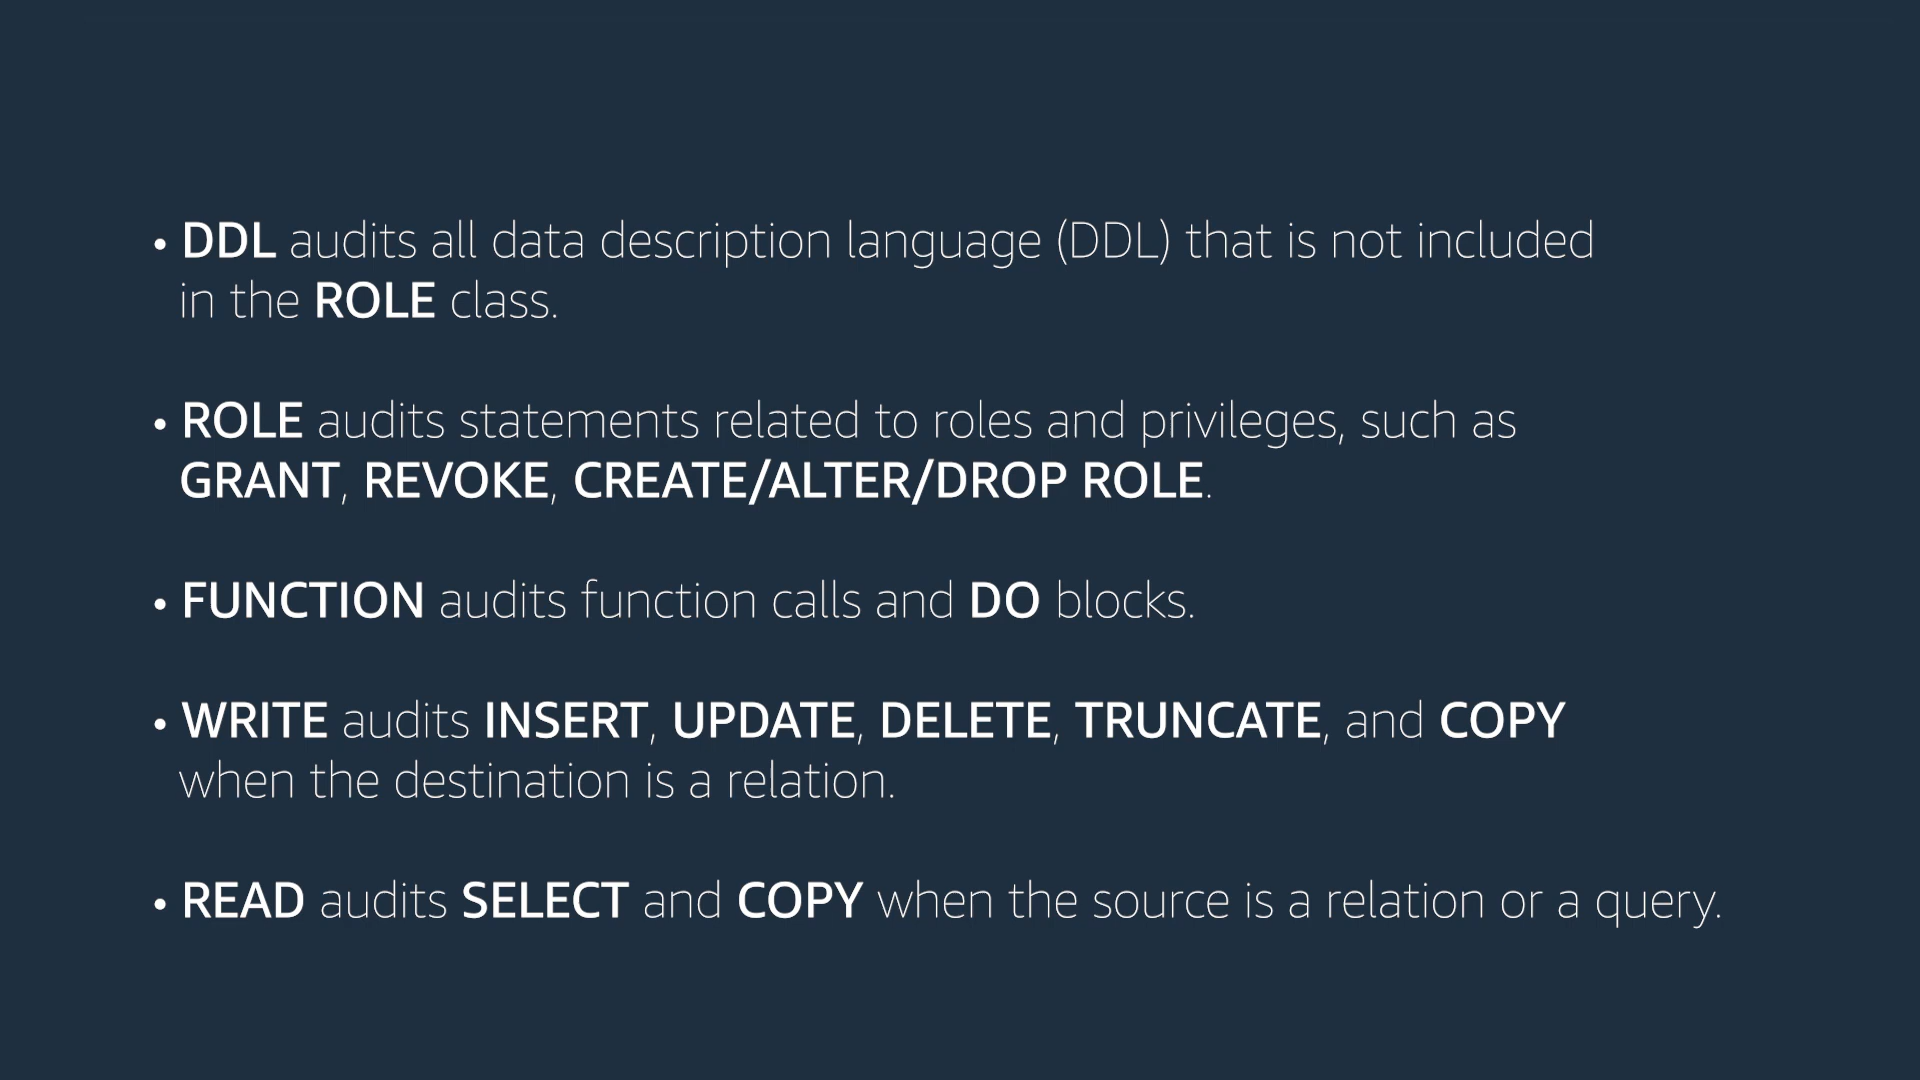 • DDL audits all data description language (DDL) that is not included
in the ROLE class.
• ROLE audits statements related to roles and privileges, such as
GRANT, REVOKE, CREATE/ALTER/DROP ROLE.
• FUNCTION audits function calls and DO blocks.
• WRITE audits INSERT, UPDATE, DELETE, TRUNCATE, and COPY
when the destination is a relation.
• READ audits SELECT and COPY when the source is a relation or a query.